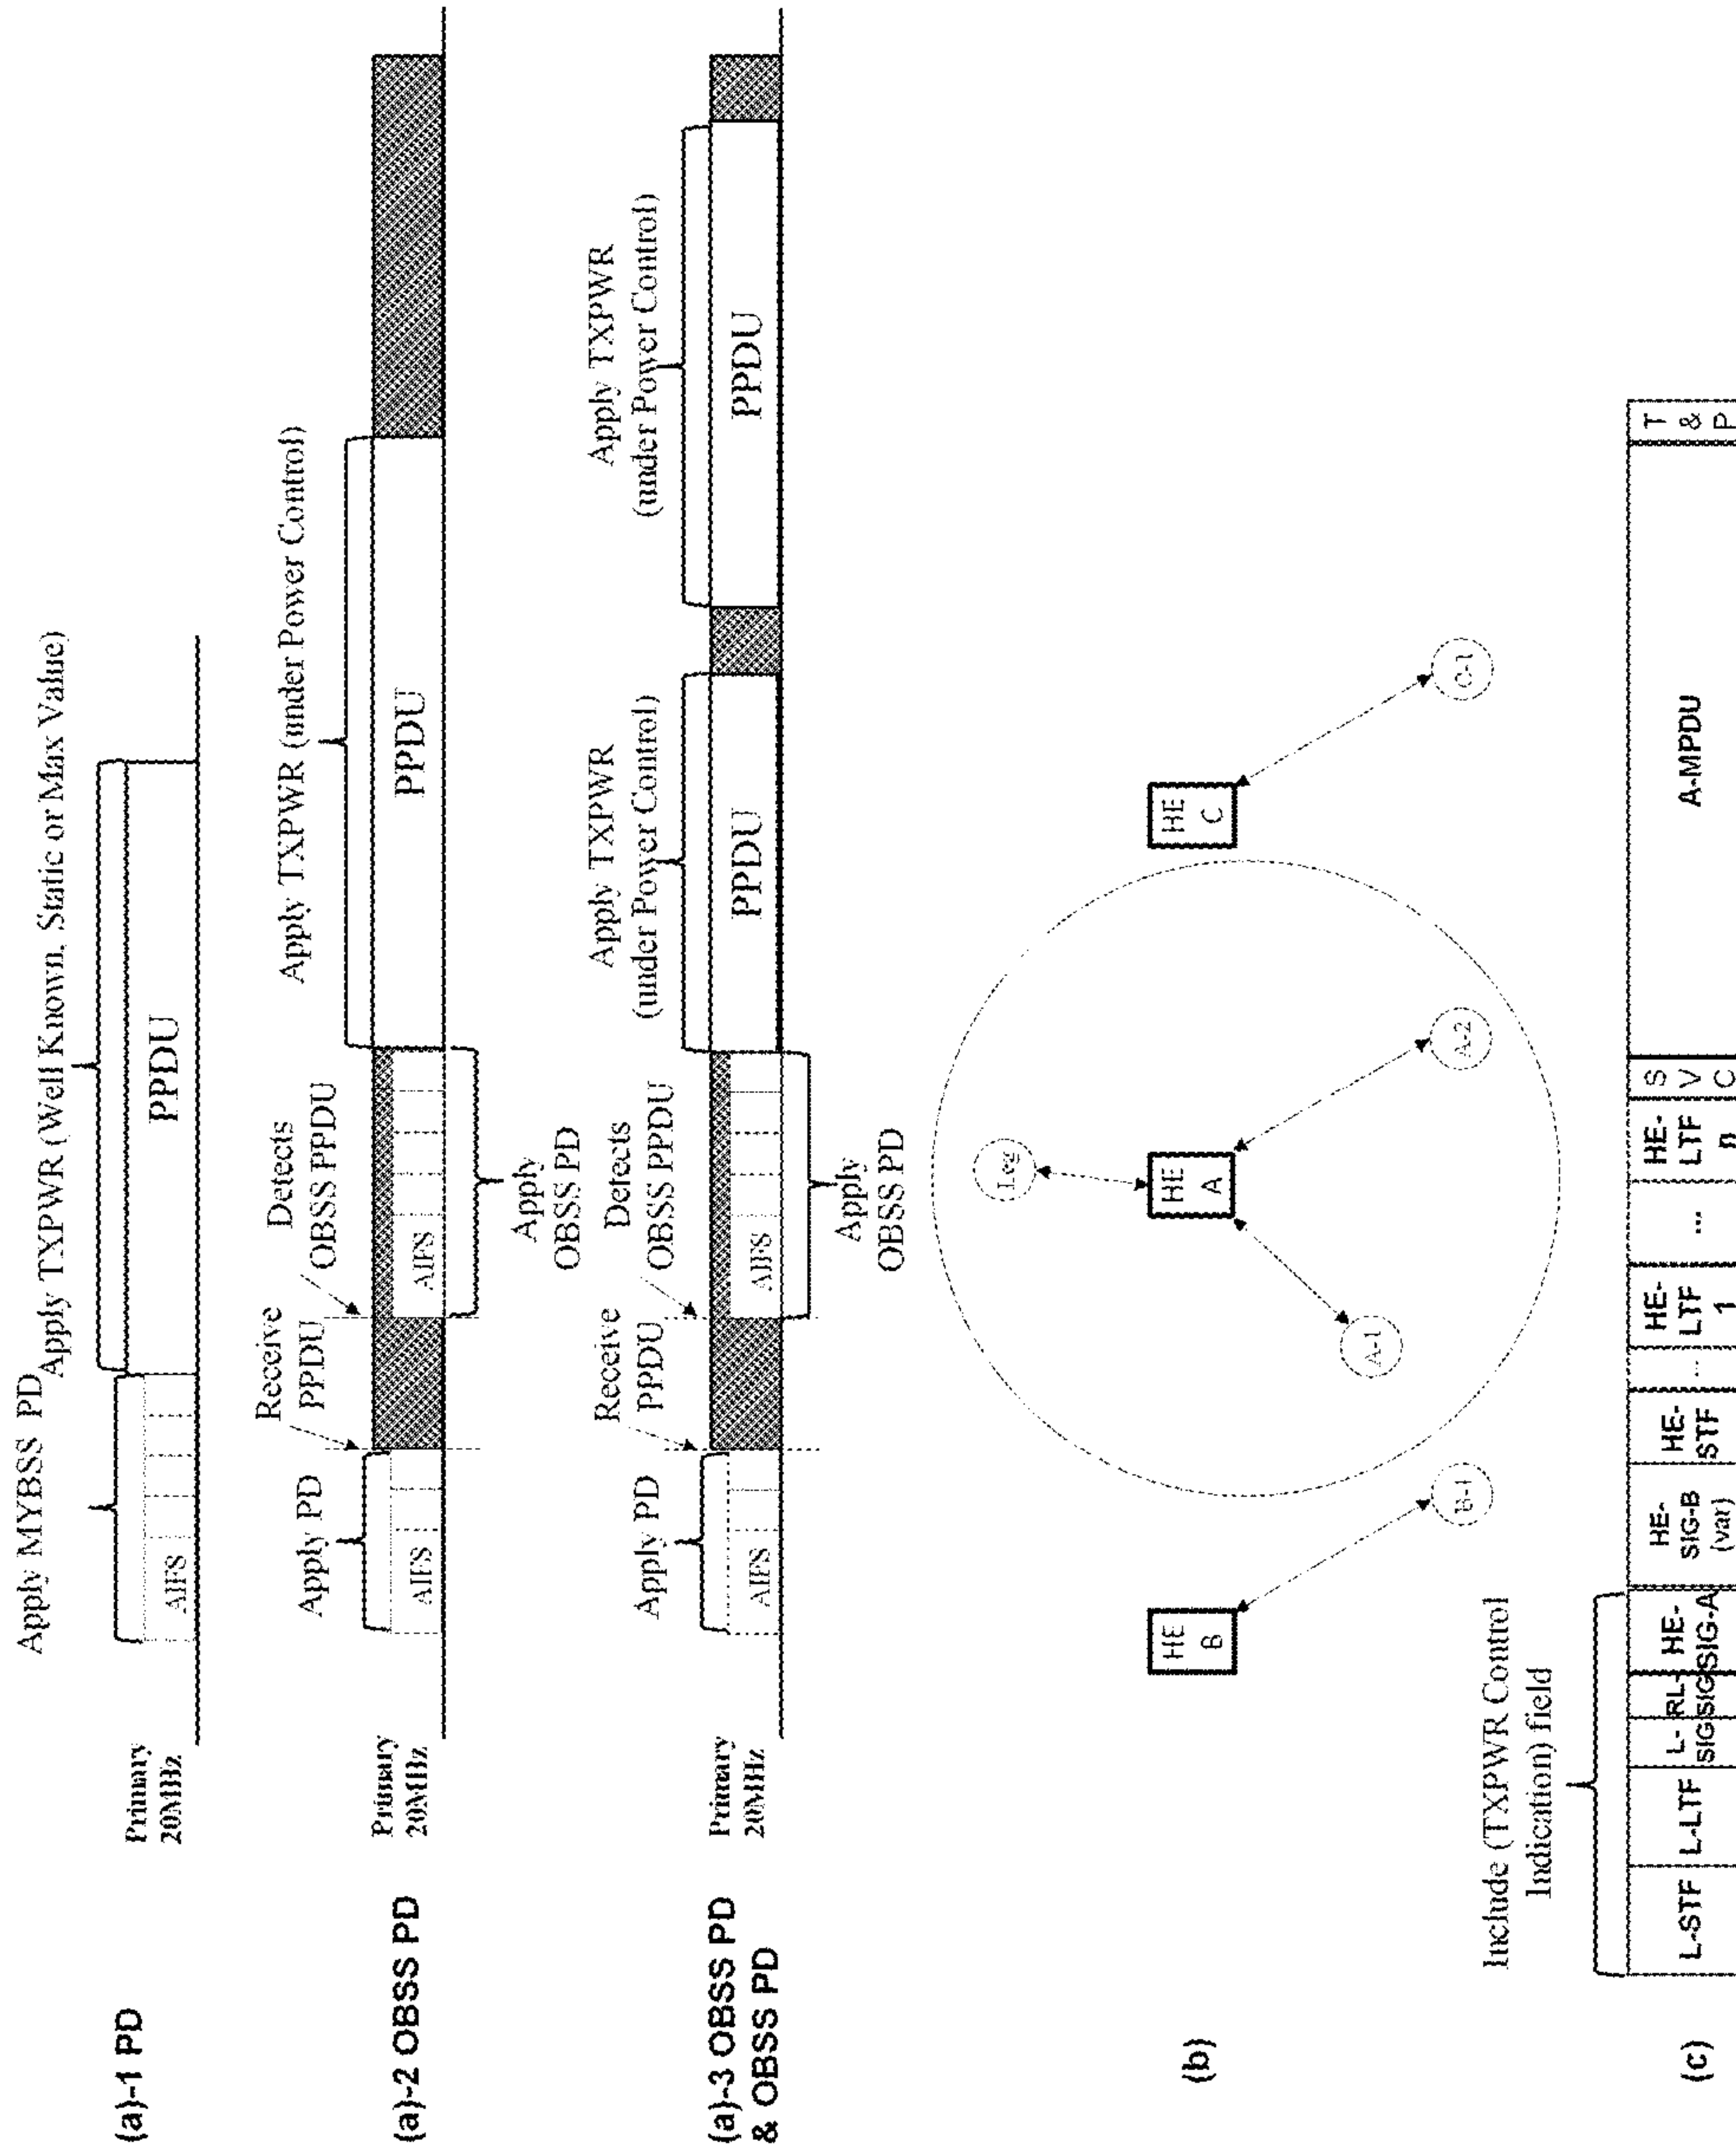 (a)-1 PD
Primary
20MHz
Apply MYBSS PD
AIFS
Apply TXPWR (Well Known, Static or Max Value)
PPDU
(a)-2 OBSS PD
Primary
20MHz
Apply PD
AIFS
Receive
PPDU
Detects
OBSS PPDU
AIFS
Apply
OBSS PD
Apply TXPWR (under Power Control)
PPDU
(a)-3 OBSS PD
& OBSS PD
Primary
20MHz
Apply PD
AIFS
Receive
PPDU
Detects
OBSS PPDU
AIFS
Apply
OBSS PD
Apply TXPWR
(under Power Control)
PPDU
Apply TXPWR
(under Power Control)
PPDU
(b)
HE
B
B-1
Leg
HE
A
A-1
A-2
HE
C
C-1
(c)
Include (TXPWR Control
Indication) field
L-STF
L-LTF
L-
SIG
RL-
SIG
HE-
SIG-A
HE-
SIG-B
(var)
HE-
STF
...
HE-
LTF
1
...
HE-
LTF
n
S
V
C
A-MPDU
T
&
P